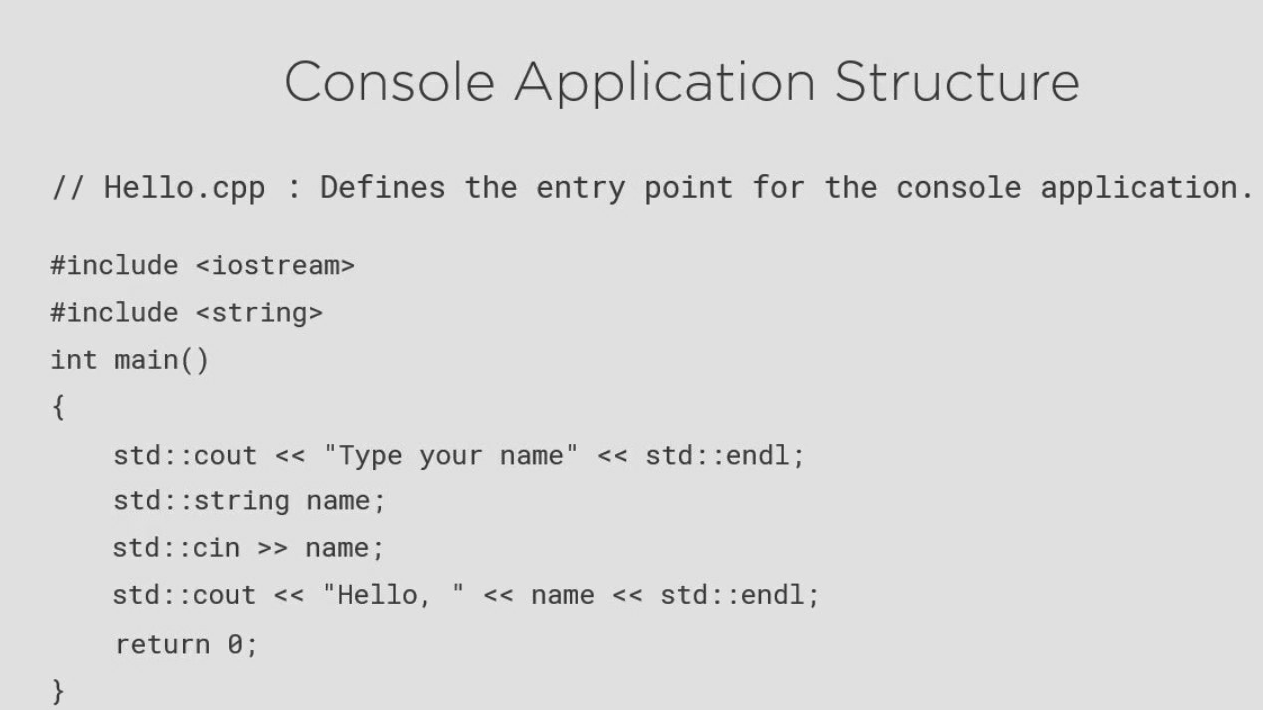 Console Application Structure
// Hello.cpp : Defines the entry point for the console application.
#include <iostream>
#include <string>
int main()
{
    std::cout << "Type your name" << std::endl;
    std::string name;
    std::cin >> name;
    std::cout << "Hello, " << name << std::endl;
    return 0;
}